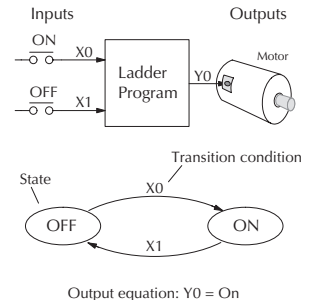 Inputs
Outputs
ON
X0
OFF
X1
Ladder
Program
Y0
Motor
Transition condition
State
X0
OFF
ON
X1
Output equation: Y0 = On